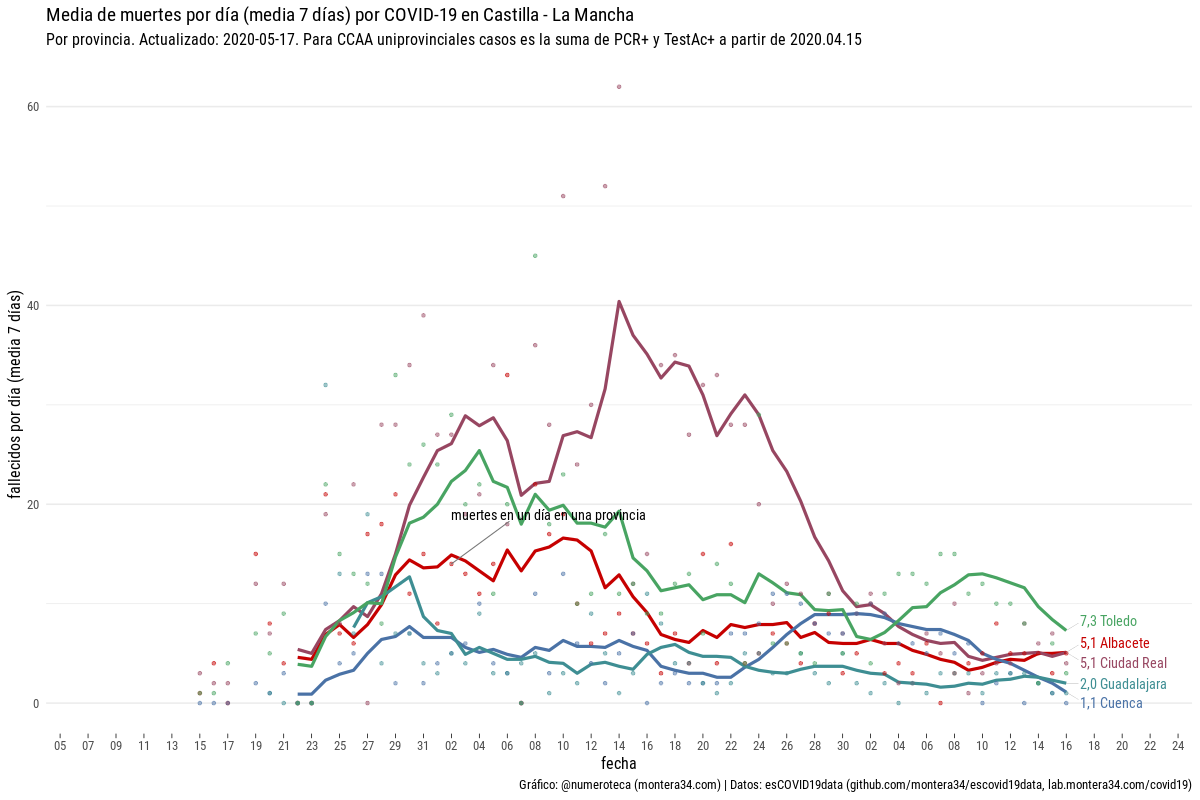 Media de muertes por día (media 7 días) por COVID-19 en Castilla - La Mancha
Por provincia. Actualizado: 2020-05-17. Para CCAA uniprovinciales casos es la suma de PCR+ y TestAc+ a partir de 2020.04.15
fallecidos por día (media 7 días)
60
40
20
0
muertes en un día en una provincia
7,3 Toledo
5,1 Albacete
5,1 Ciudad Real
2,0 Guadalajara
1,1 Cuenca
05 07 09 11 13 15 17 19 21 23 25 27 29 31 02 04 06 08 10 12 14 16 18 20 22 24 26 28 30 02 04 06 08 10 12 14 16 18 20 22 24
fecha
Gráfico: @numeroteca (montera34.com) | Datos: esCOVID19data (github.com/montera34/escovid19data, lab.montera34.com/covid19)